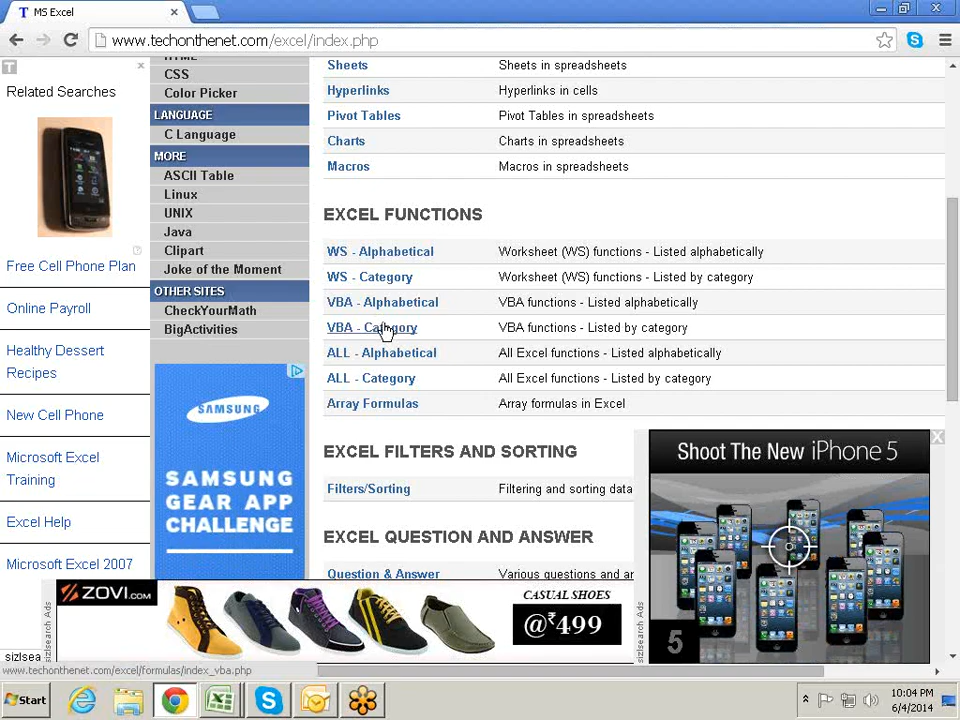 T MS Excel ×
www.techonthenet.com/excel/index.php
T ×
Related Searches
Free Cell Phone Plan
Online Payroll
Healthy Dessert
Recipes
New Cell Phone
Microsoft Excel
Training
Excel Help
Microsoft Excel 2007
sizlsea
HTML
CSS
Color Picker
LANGUAGE
C Language
MORE
ASCII Table
Linux
UNIX
Java
Clipart
Joke of the Moment
OTHER SITES
CheckYourMath
BigActivities
SAMSUNG
SAMSUNG
GEAR APP
CHALLENGE
Sheets Sheets in spreadsheets
Hyperlinks Hyperlinks in cells
Pivot Tables Pivot Tables in spreadsheets
Charts Charts in spreadsheets
Macros Macros in spreadsheets
EXCEL FUNCTIONS
WS - Alphabetical Worksheet (WS) functions - Listed alphabetically
WS - Category Worksheet (WS) functions - Listed by category
VBA - Alphabetical VBA functions - Listed alphabetically
VBA - Category VBA functions - Listed by category
ALL - Alphabetical All Excel functions - Listed alphabetically
ALL - Category All Excel functions - Listed by category
Array Formulas Array formulas in Excel
EXCEL FILTERS AND SORTING
Filters/Sorting Filtering and sorting data
EXCEL QUESTION AND ANSWER
Question & Answer Various questions and an
Shoot The New iPhone 5
5
sizlsearch Ads
sizlsearch Ads
ZOVI.COM
CASUAL SHOES
@₹499
www.techonthenet.com/excel/formulas/index_vba.php
Start
10:04 PM
6/4/2014